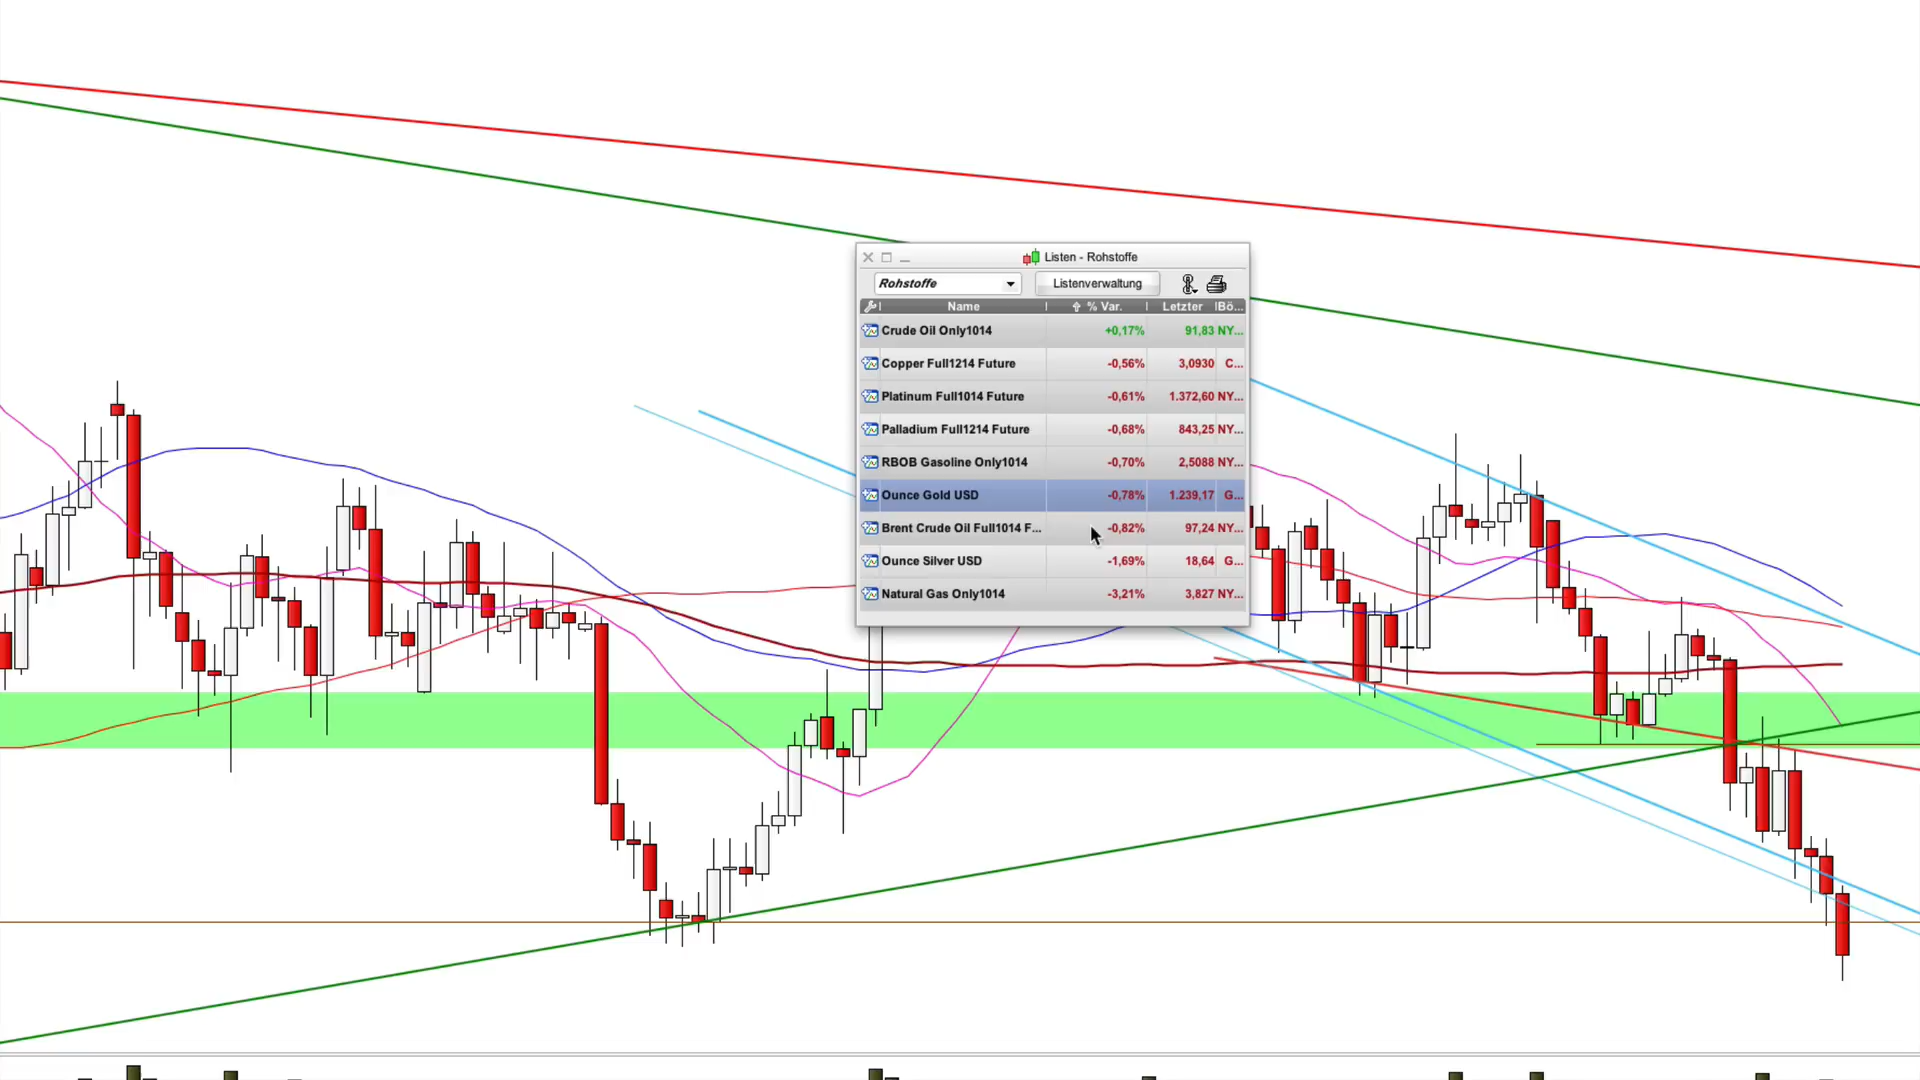 Listen - Rohstoffe
Rohstoffe
Listenverwaltung
Name % Var. Letzter Bö...
Crude Oil Only1014 +0,17% 91,83 NY...
Copper Full1214 Future -0,56% 3,0930 C...
Platinum Full1014 Future -0,61% 1.372,60 NY...
Palladium Full1214 Future -0,68% 843,25 NY...
RBOB Gasoline Only1014 -0,70% 2,5088 NY...
Ounce Gold USD -0,78% 1.239,17 G...
Brent Crude Oil Full1014 F... -0,82% 97,24 NY...
Ounce Silver USD -1,69% 18,64 G...
Natural Gas Only1014 -3,21% 3,827 NY...